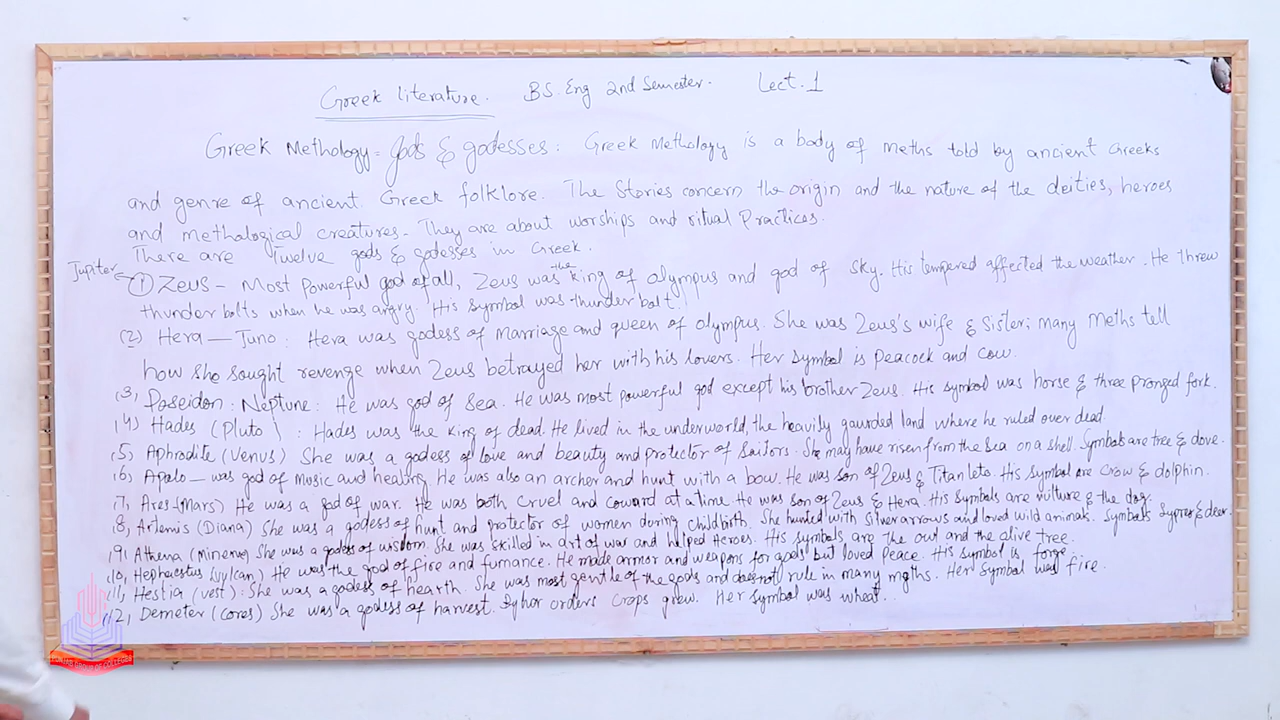 Greek Literature. BS. Eng 2nd Semester. Lect. 1
Greek Methology = gods & godesses: Greek Methology is a body of meths told by ancient Greeks
and genre of ancient Greek folklore. The Stories concern the origin and the nature of the deities, heroes
and methological creatures. They are about worships and ritual Practices.
There are Twelve gods & godesses in Greek.
Jupiter
(1) Zeus - Most powerful god of all, Zeus was the king of olympus and god of sky. His tempered affected the weather. He threw
thunder bolts when he was angry. His symbol was thunder bolt.
(2) Hera — Juno: Hera was godess of marriage and queen of olympus. She was Zeus's wife & Sister; many Meths tell
how she sought revenge when Zeus betrayed her with his lovers. Her symbol is Peacock and cow.
(3) Poseidon: Neptune: He was god of sea. He was most powerful god except his brother Zeus. His symbol was horse & three pronged fork.
(4) Hades (Pluto): Hades was the king of dead. He lived in the underworld the heavily gaurded land where he ruled over dead.
(5) Aphrodite (Venus) She was a godess of love and beauty and protector of Sailors. She may have risen from the sea on a shell. Symbols are tree & dove.
(6) Apalo — was god of Music and healing. He was also an archer and hunt with a bow. He was son of Zeus & Titan leto. His symbol are Crow & dolphin.
(7) Ares (Mars) He was a god of war. He was both Cruel and Coward at a time. He was son of Zeus & Hera. His Symbols are vulture & the dog.
(8) Artemis (Diana) She was a godess of hunt and protector of women during childbirth. She hunted with Silver arrows and loved wild animals. Symbols Sypres & deer.
(9) Athena (Minerva) She was a godess of wisdom. She was skilled in art of war and helped Heroes. His symbols are the owl and the alive tree.
(10) Hephaestus (vulcan) He was the god of fire and furnance. He made armor and weapons for gods but loved Peace. His symbol is forge.
(11) Hestia (vest): She was a godess of hearth. She was most gentle of the gods and does not rule in many myths. Her symbol was fire.
(12) Demeter (cores) She was a godess of harvest. By her orders Crops grew. Her symbol was wheat.
PUNJAB GROUP OF COLLEGES